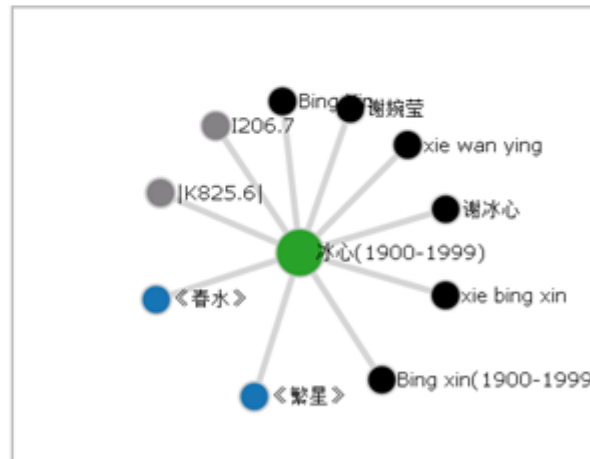 Bing
谢婉莹
I206.7
xie wan ying
|K825.6|
谢冰心
冰心(1900-1999)
《春水》
xie bing xin
Bing xin(1900-1999
《繁星》